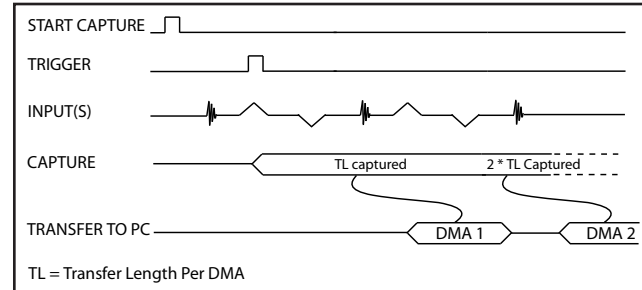 START CAPTURE
TRIGGER
INPUT(S)
CAPTURE
TL captured
2 * TL Captured
TRANSFER TO PC
DMA 1
DMA 2
TL = Transfer Length Per DMA